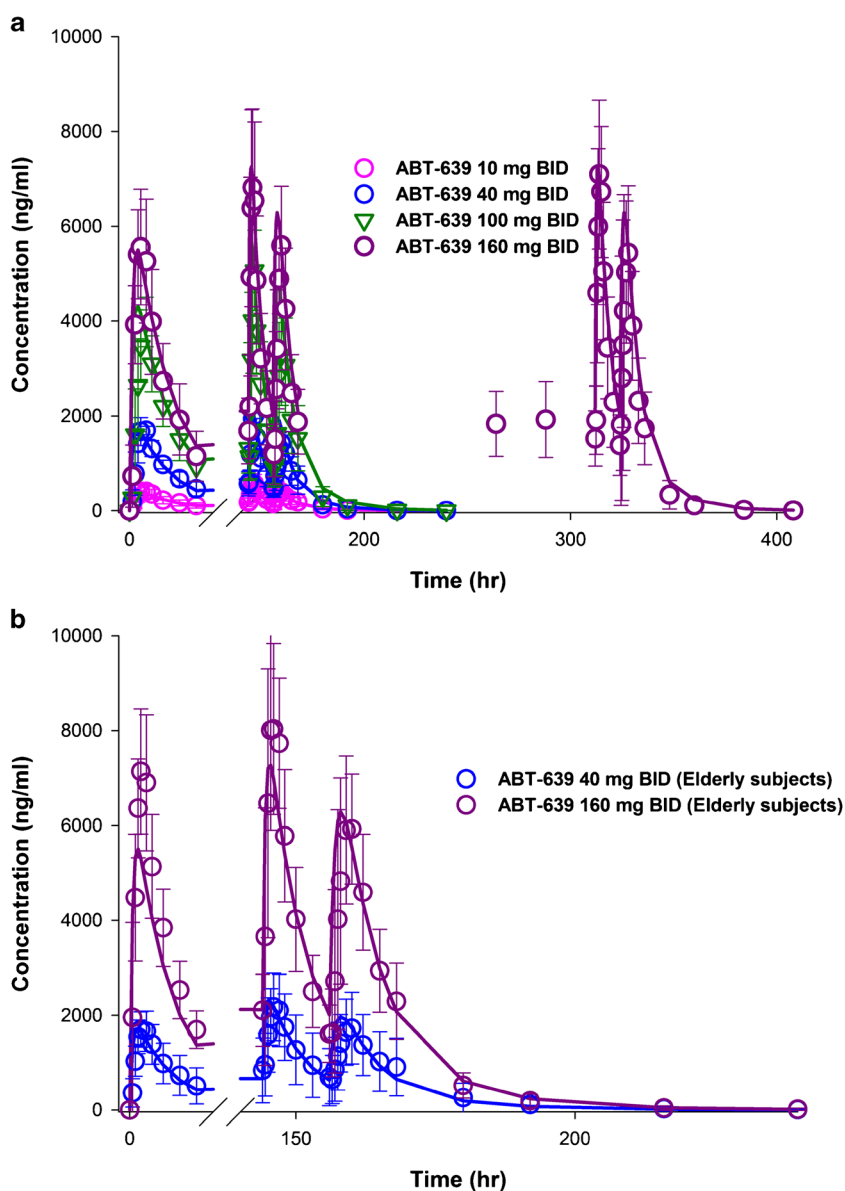 a
10000
8000
6000
4000
2000
0
Concentration (ng/ml)
ABT-639 10 mg BID
ABT-639 40 mg BID
ABT-639 100 mg BID
ABT-639 160 mg BID
0
200
300
400
Time (hr)
b
10000
8000
6000
4000
2000
0
Concentration (ng/ml)
ABT-639 40 mg BID (Elderly subjects)
ABT-639 160 mg BID (Elderly subjects)
0
150
200
Time (hr)